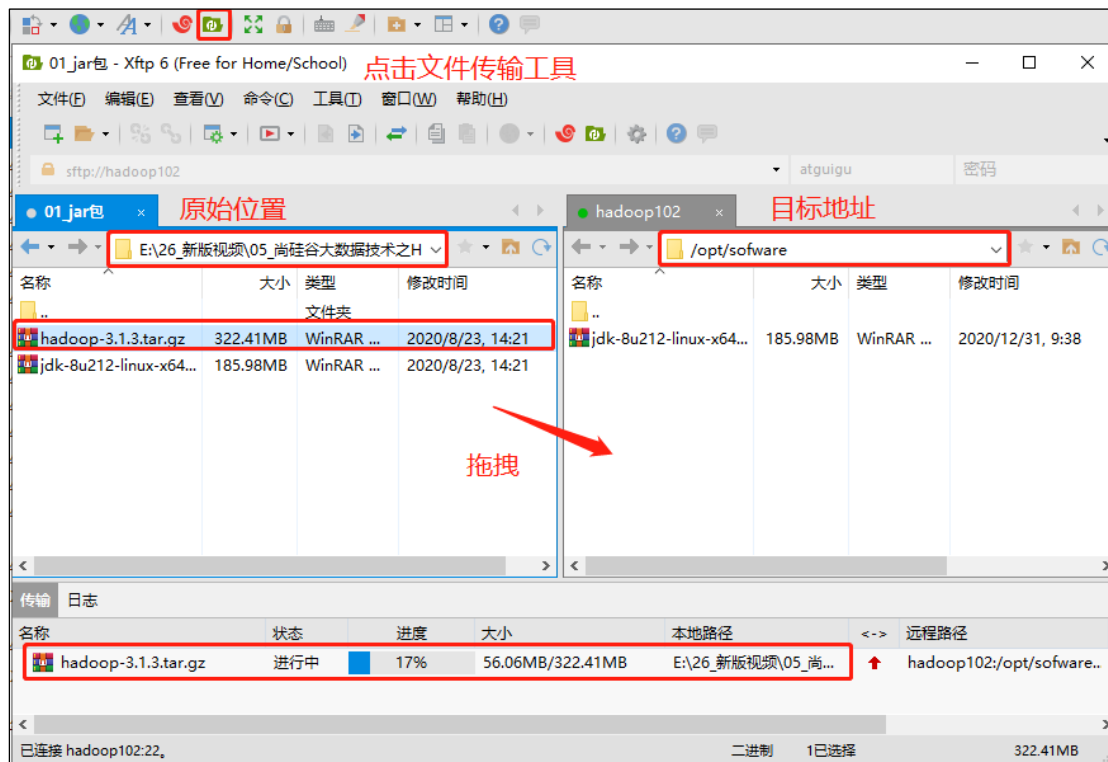 01_jar包 - Xftp 6 (Free for Home/School) 点击文件传输工具
文件(F) 编辑(E) 查看(V) 命令(C) 工具(T) 窗口(W) 帮助(H)
sftp://hadoop102 atguigu 密码
01_jar包 × 原始位置 hadoop102 × 目标地址
E:\26_新版视频\05_尚硅谷大数据技术之H /opt/sofware
名称 大小 类型 修改时间 名称 大小 类型 修改时间
.. 文件夹 ..
hadoop-3.1.3.tar.gz 322.41MB WinRAR ... 2020/8/23, 14:21 jdk-8u212-linux-x64... 185.98MB WinRAR ... 2020/12/31, 9:38
jdk-8u212-linux-x64... 185.98MB WinRAR ... 2020/8/23, 14:21
拖拽
传输 日志
名称 状态 进度 大小 本地路径 <-> 远程路径
hadoop-3.1.3.tar.gz 进行中 17% 56.06MB/322.41MB E:\26_新版视频\05_尚... hadoop102:/opt/sofware...
已连接 hadoop102:22。 二进制 1已选择 322.41MB